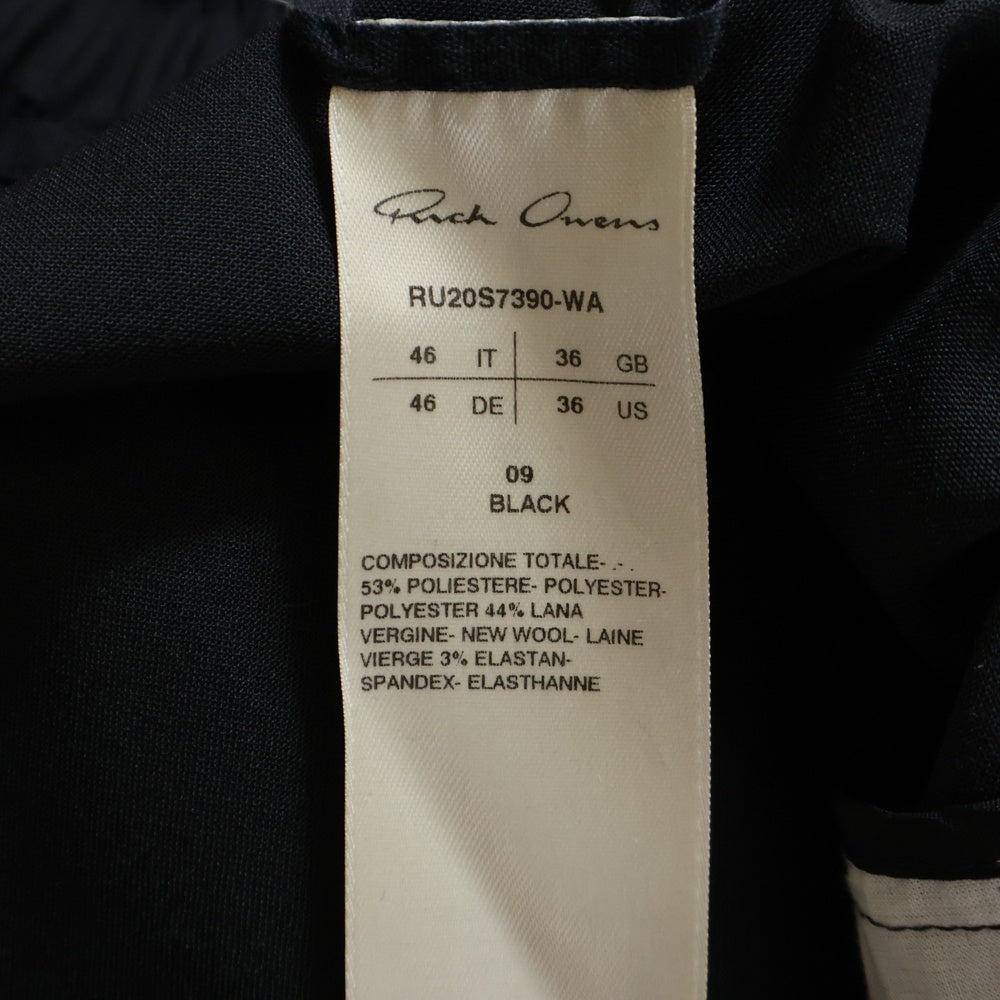 Rick Owens
RU20S7390-WA
46 IT 36 GB
46 DE 36 US
09
BLACK
COMPOSIZIONE TOTALE- .- .
53% POLIESTERE- POLYESTER-
POLYESTER 44% LANA
VERGINE- NEW WOOL- LAINE
VIERGE 3% ELASTAN-
SPANDEX- ELASTHANNE